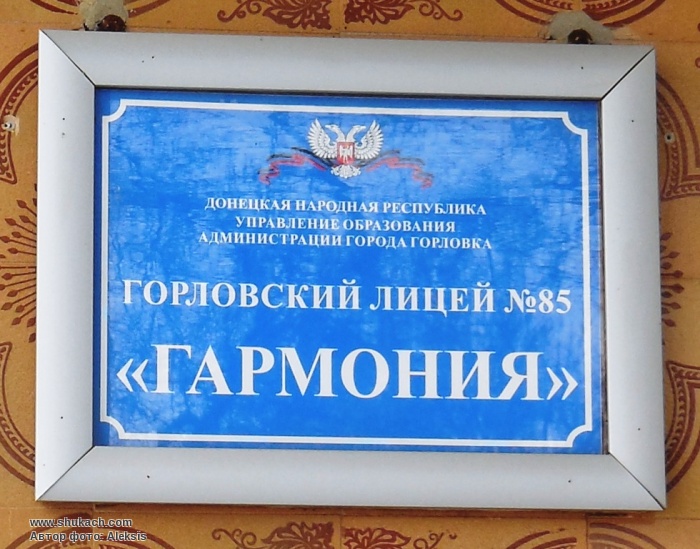 ДОНЕЦКАЯ НАРОДНАЯ РЕСПУБЛИКА
УПРАВЛЕНИЕ ОБРАЗОВАНИЯ
АДМИНИСТРАЦИИ ГОРОДА ГОРЛОВКА
ГОРЛОВСКИЙ ЛИЦЕЙ №85
«ГАРМОНИЯ»
www.shukach.com
Автор фото: Aleksis